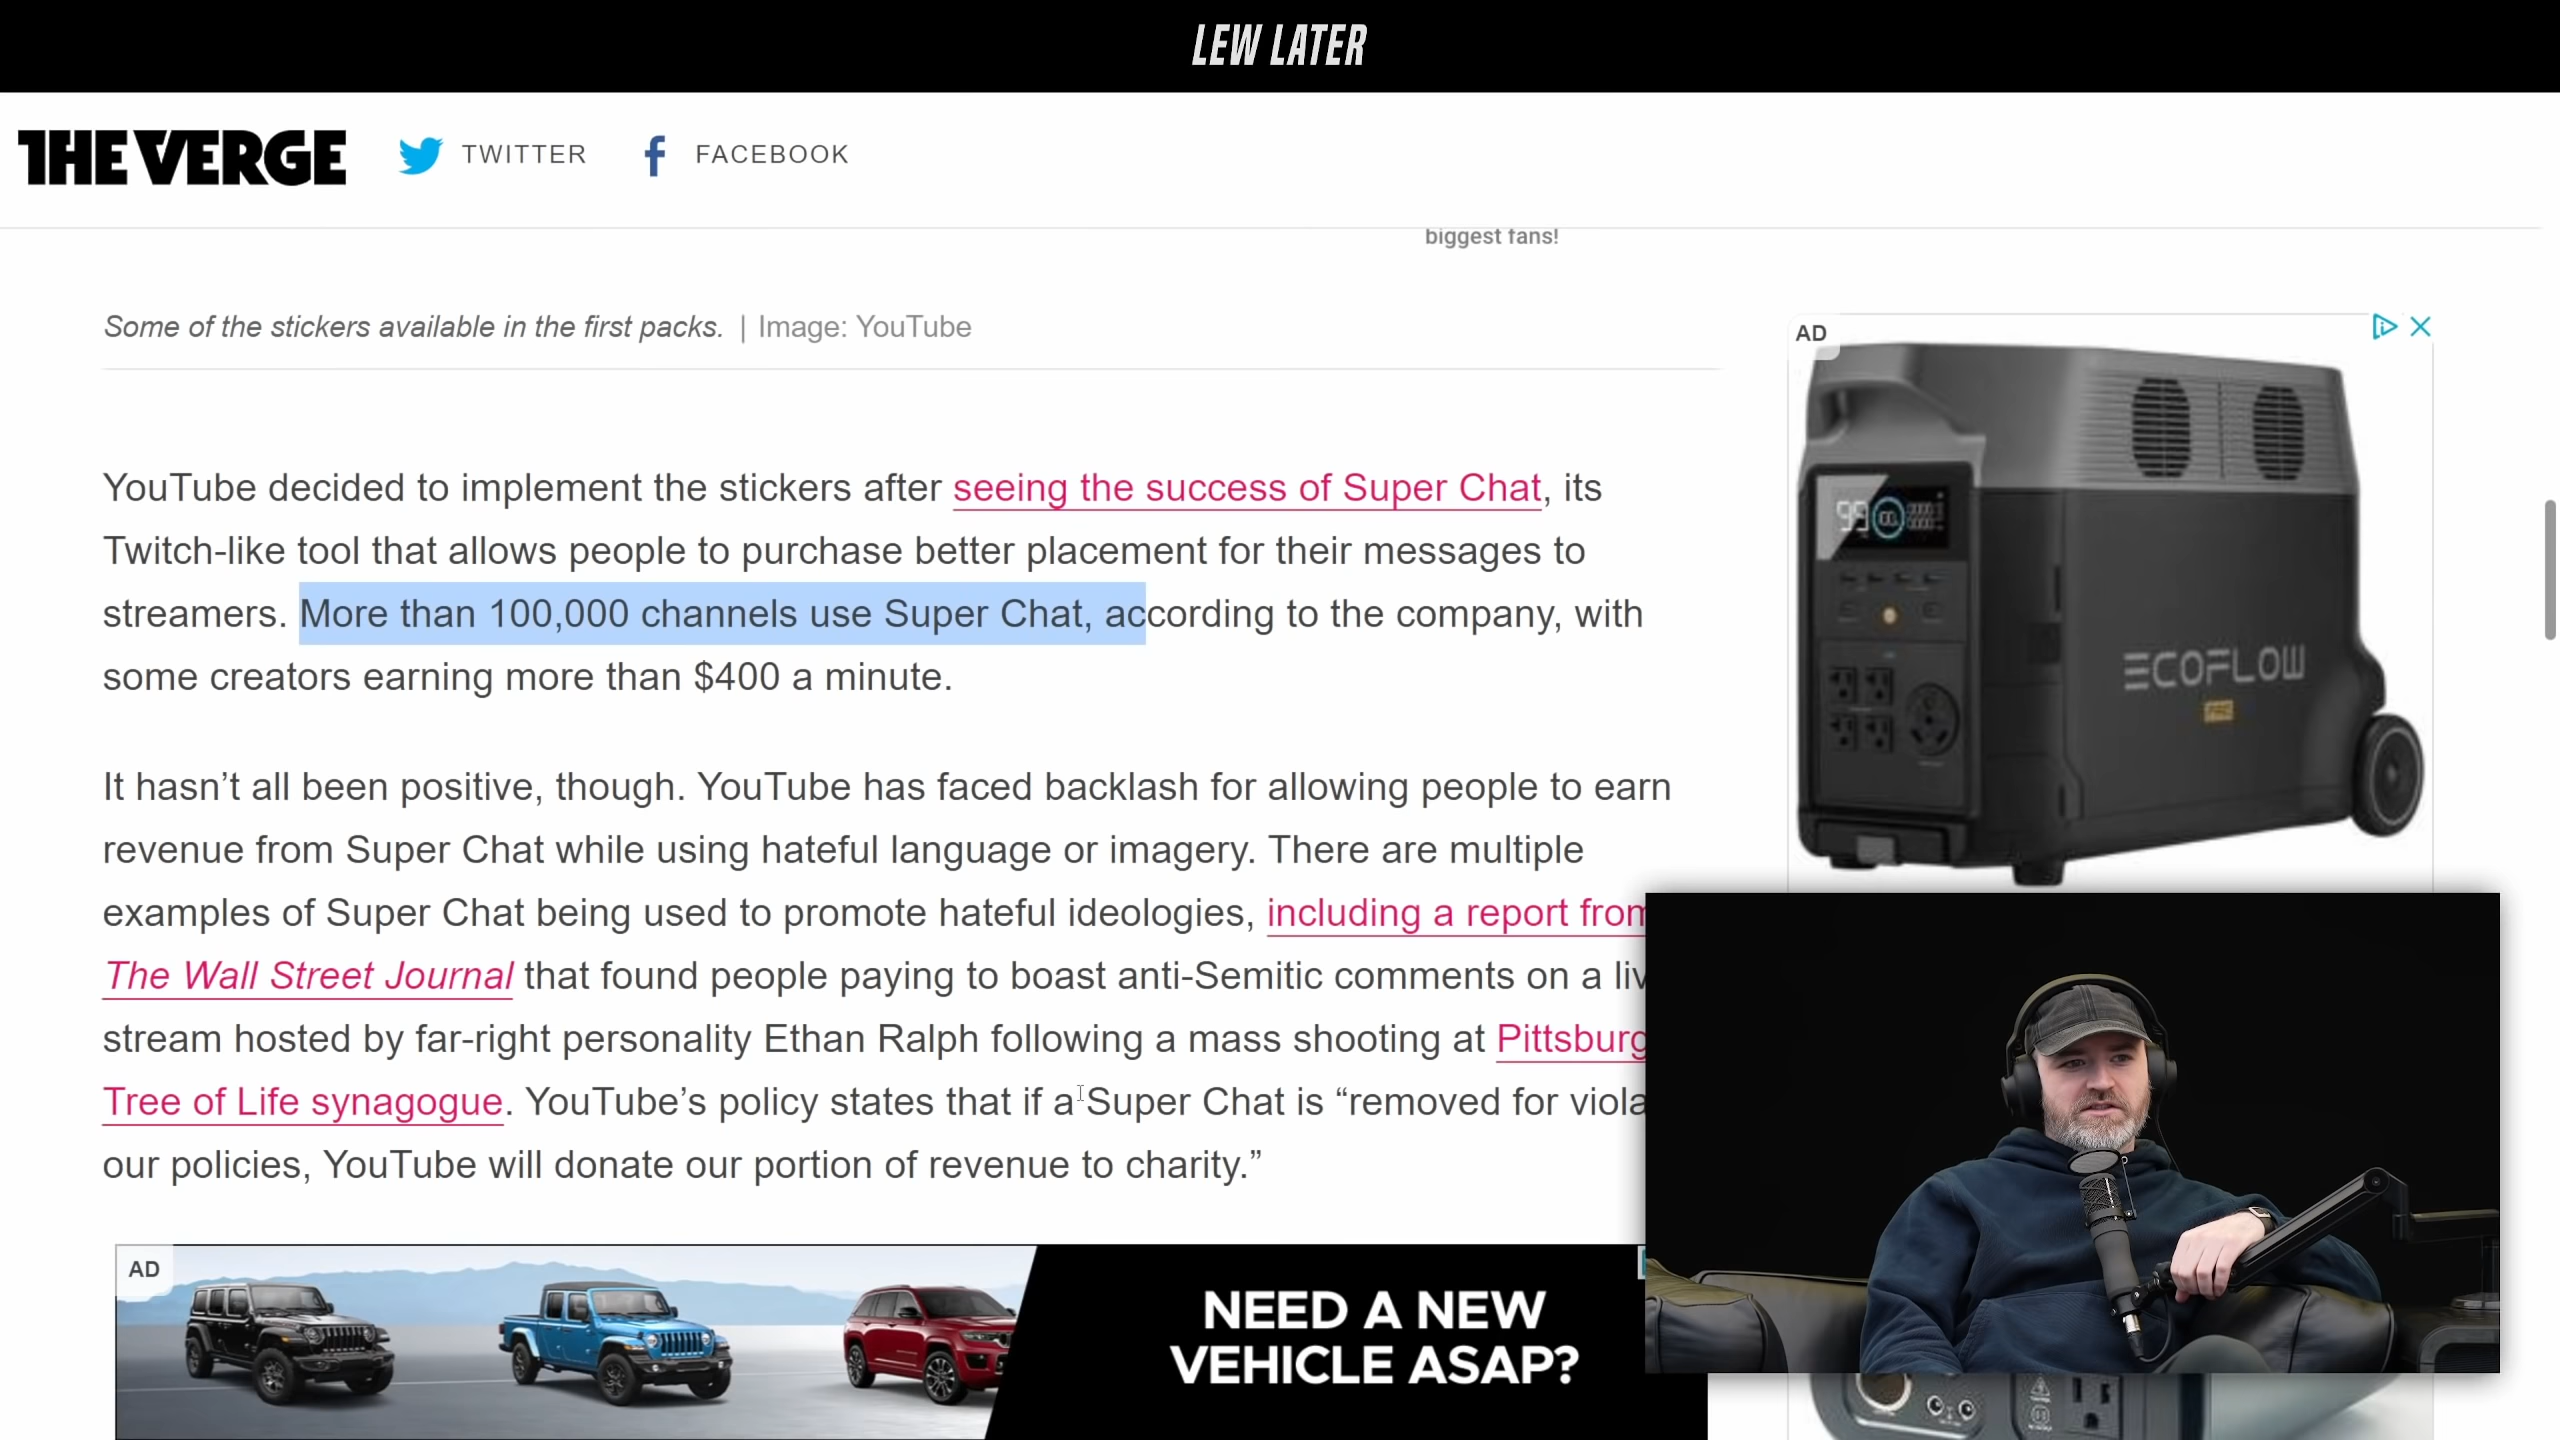 LEW LATER
THE VERGE
TWITTER
FACEBOOK
biggest fans!
Some of the stickers available in the first packs. | Image: YouTube
AD
YouTube decided to implement the stickers after seeing the success of Super Chat, its
Twitch-like tool that allows people to purchase better placement for their messages to
streamers. More than 100,000 channels use Super Chat, according to the company, with
some creators earning more than $400 a minute.
ECOFLOW
PRO
It hasn’t all been positive, though. YouTube has faced backlash for allowing people to earn
revenue from Super Chat while using hateful language or imagery. There are multiple
examples of Super Chat being used to promote hateful ideologies, including a report from
The Wall Street Journal that found people paying to boast anti-Semitic comments on a liv
stream hosted by far-right personality Ethan Ralph following a mass shooting at Pittsburg
Tree of Life synagogue. YouTube’s policy states that if a Super Chat is “removed for viola
our policies, YouTube will donate our portion of revenue to charity.”
AD
NEED A NEW
VEHICLE ASAP?